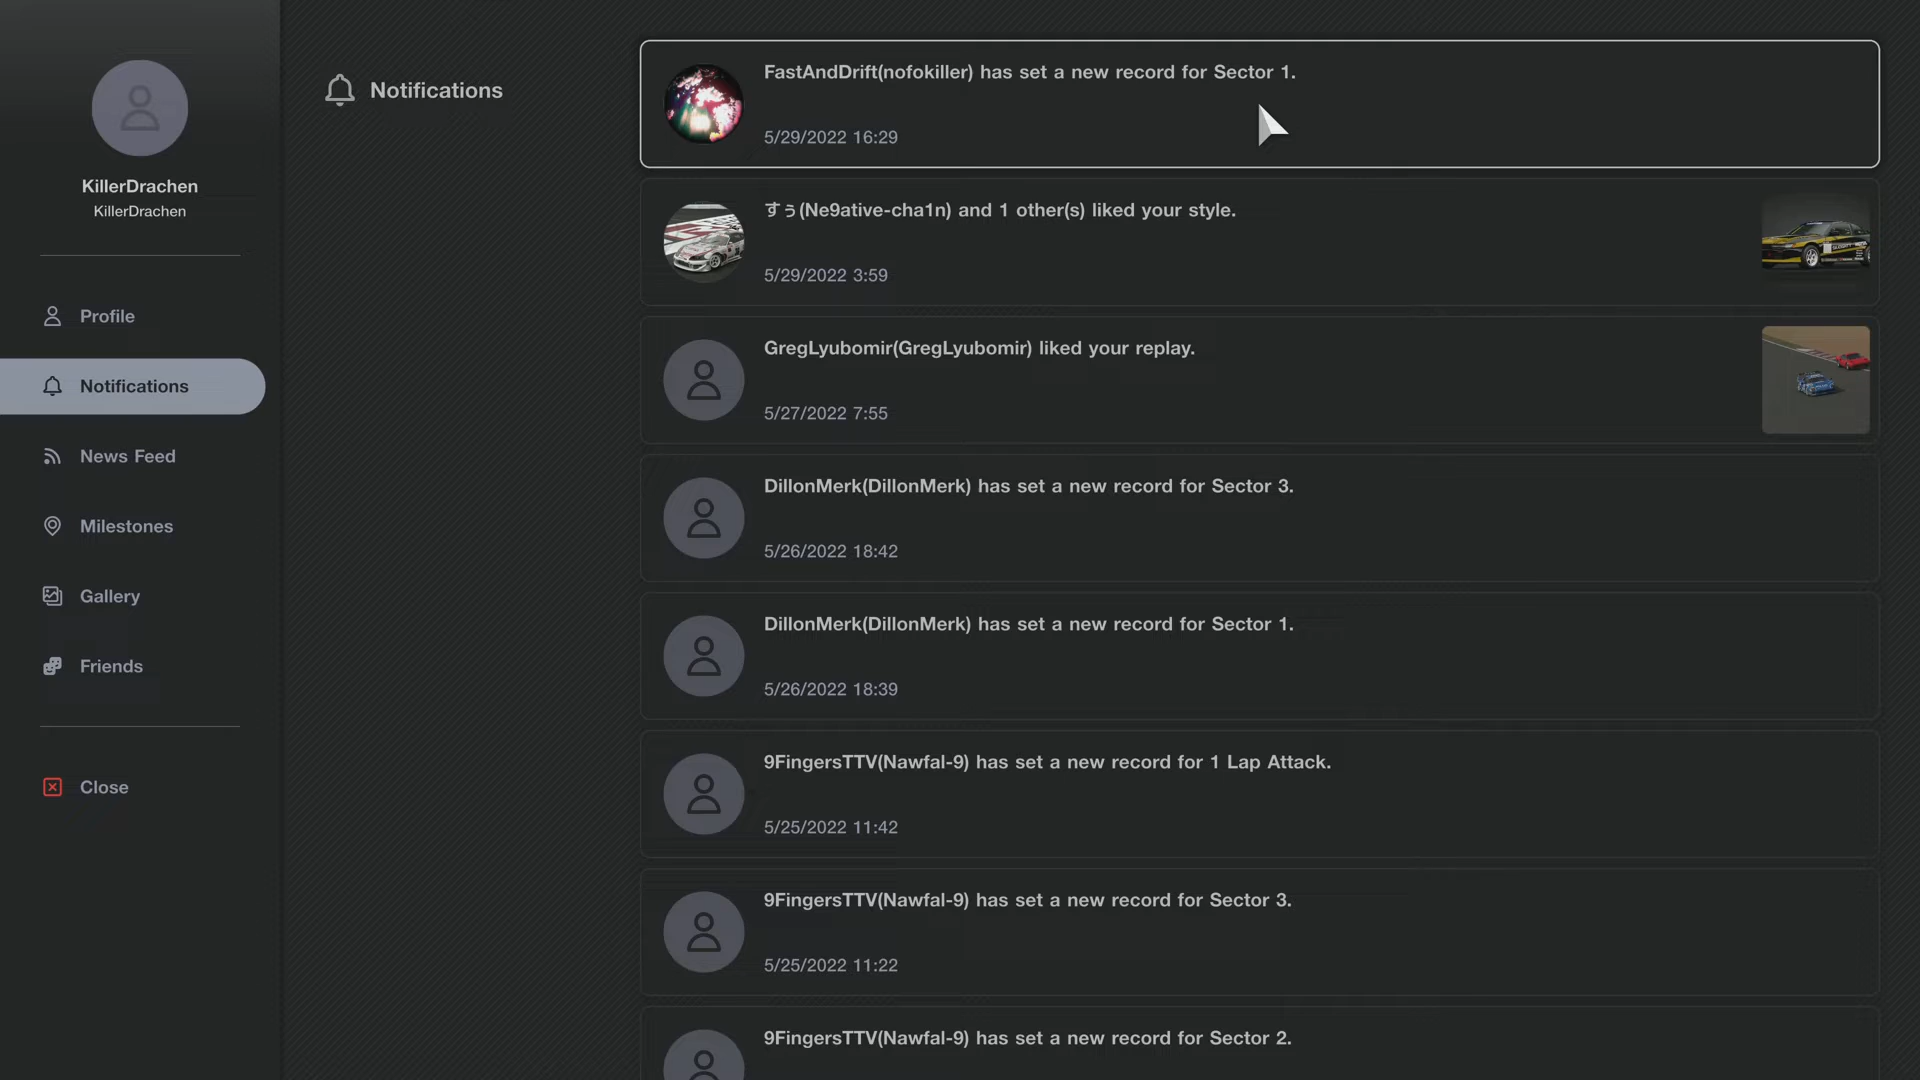 KillerDrachen
KillerDrachen
Profile
Notifications
News Feed
Milestones
Gallery
Friends
Close
Notifications
FastAndDrift(nofokiller) has set a new record for Sector 1.
5/29/2022 16:29
すぅ(Ne9ative-cha1n) and 1 other(s) liked your style.
5/29/2022 3:59
GregLyubomir(GregLyubomir) liked your replay.
5/27/2022 7:55
DillonMerk(DillonMerk) has set a new record for Sector 3.
5/26/2022 18:42
DillonMerk(DillonMerk) has set a new record for Sector 1.
5/26/2022 18:39
9FingersTTV(Nawfal-9) has set a new record for 1 Lap Attack.
5/25/2022 11:42
9FingersTTV(Nawfal-9) has set a new record for Sector 3.
5/25/2022 11:22
9FingersTTV(Nawfal-9) has set a new record for Sector 2.